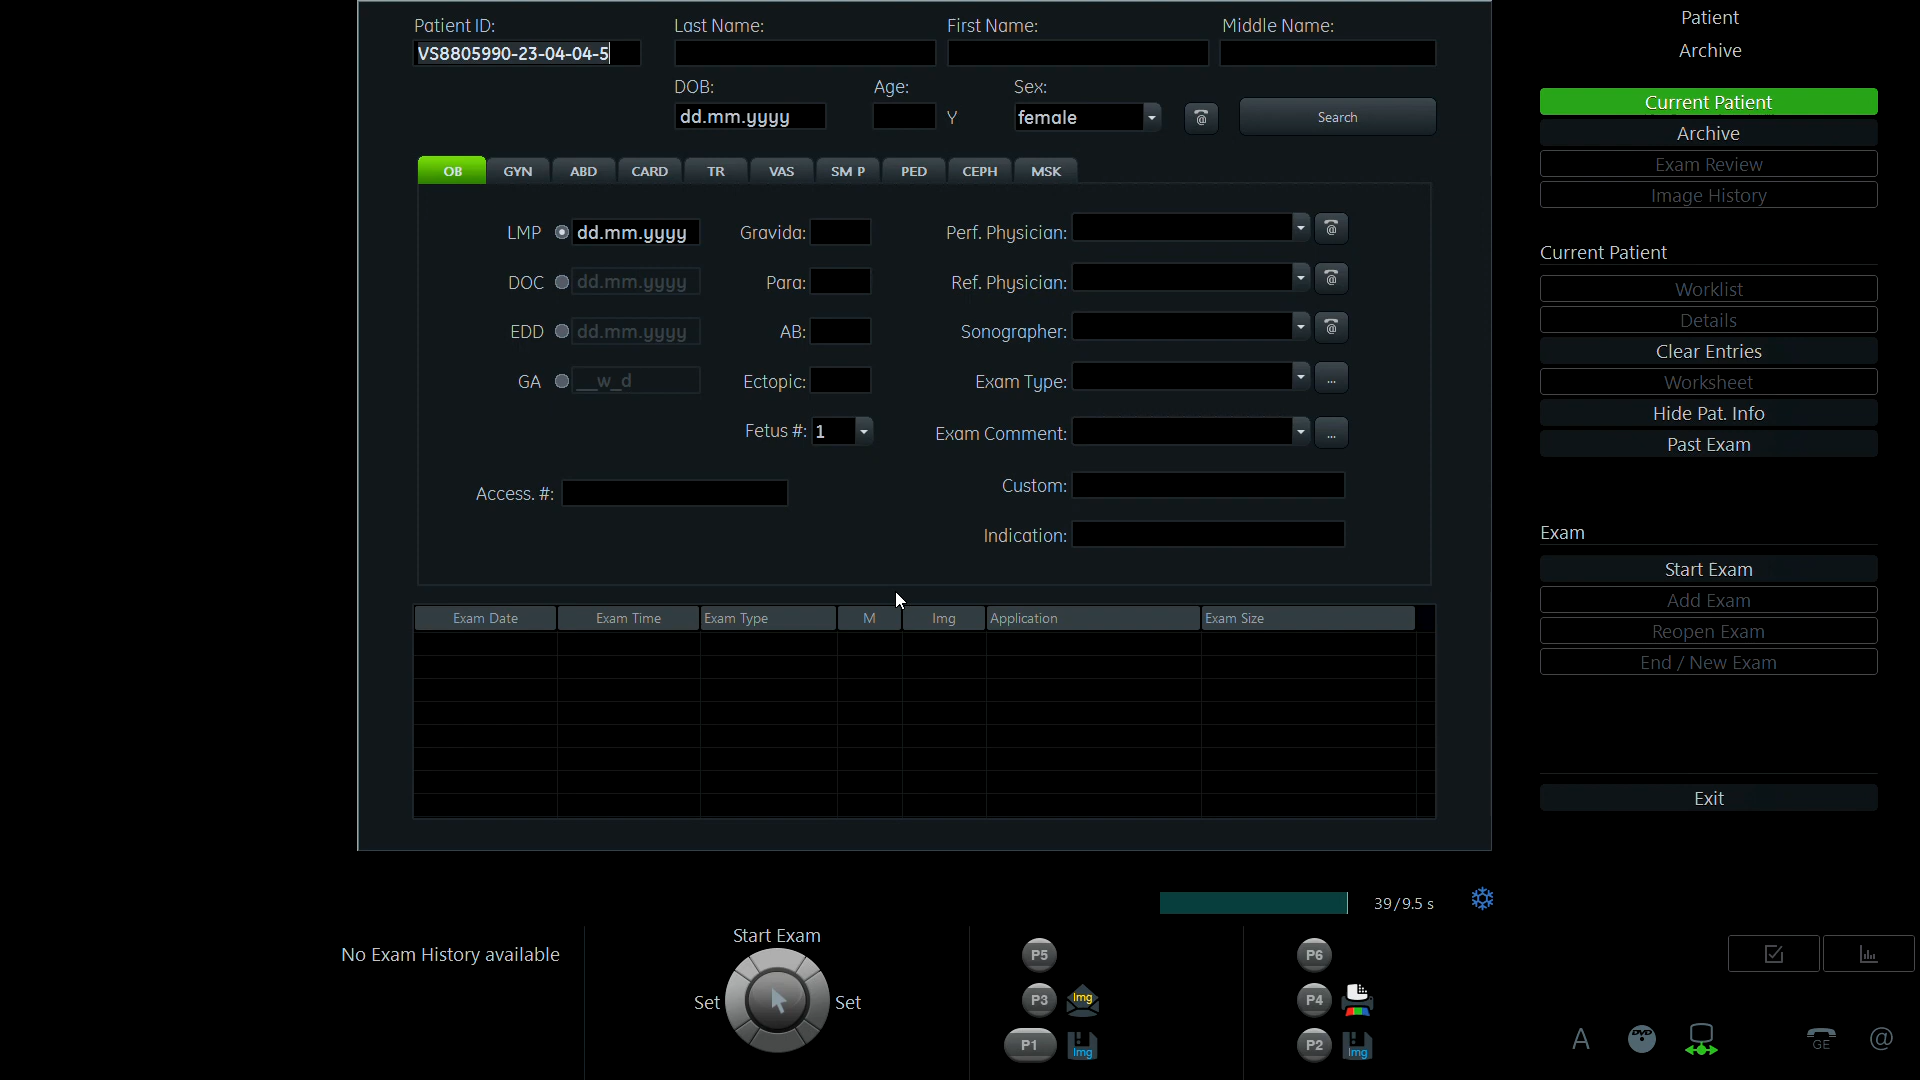 Patient ID: Last Name: First Name: Middle Name:
VS8805990-23-04-04-5
DOB: Age: Sex:
dd.mm.yyyy Y female @ Search
OB GYN ABD CARD TR VAS SM P PED CEPH MSK
LMP dd.mm.yyyy Gravida: Perf. Physician: @
DOC dd.mm.yyyy Para: Ref. Physician: @
EDD dd.mm.yyyy AB: Sonographer: @
GA __w_d Ectopic: Exam Type: ...
Fetus #: 1 Exam Comment: ...
Access. #: Custom:
Indication:
Exam Date Exam Time Exam Type M Img Application Exam Size
Patient
Archive
Current Patient
Archive
Exam Review
Image History
Current Patient
Worklist
Details
Clear Entries
Worksheet
Hide Pat. Info
Past Exam
Exam
Start Exam
Add Exam
Reopen Exam
End / New Exam
Exit
39/9.5 s
No Exam History available
Start Exam
Set Set
P5 P6
P3 Img P4
P1 Img P2 Img
A DVD GE @